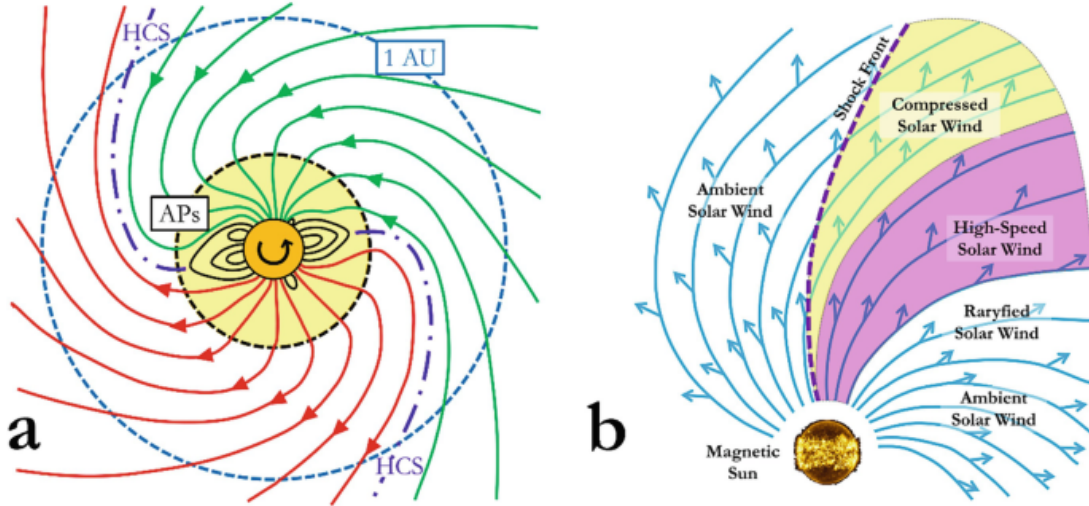 HCS
1 AU
APs
HCS
a
Shock Front
Compressed
Solar Wind
Ambient
Solar Wind
High-Speed
Solar Wind
Raryfied
Solar Wind
Ambient
Solar Wind
Magnetic
Sun
b